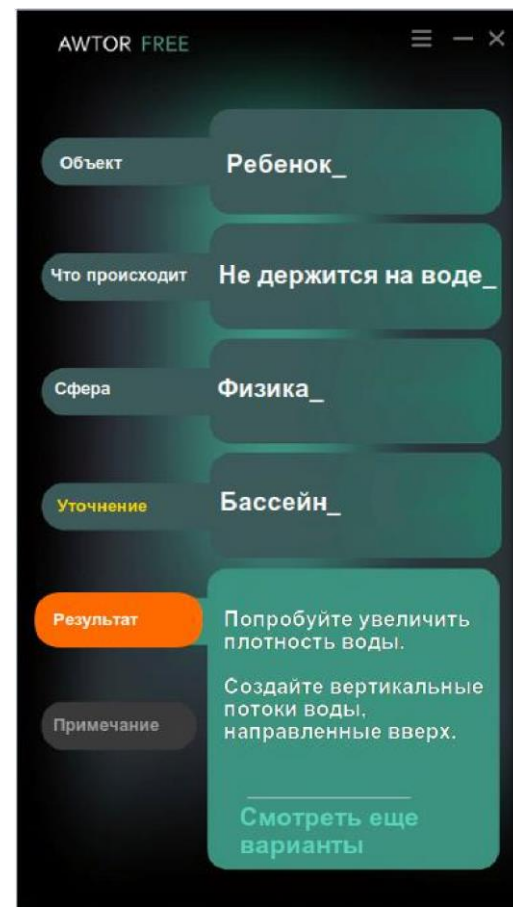 AWTOR FREE
Объект
Ребенок_
Что происходит
Не держится на воде_
Сфера
Физика_
Уточнение
Бассейн_
Результат
Попробуйте увеличить
плотность воды.
Создайте вертикальные
потоки воды,
направленные вверх.
Примечание
Смотреть еще
варианты